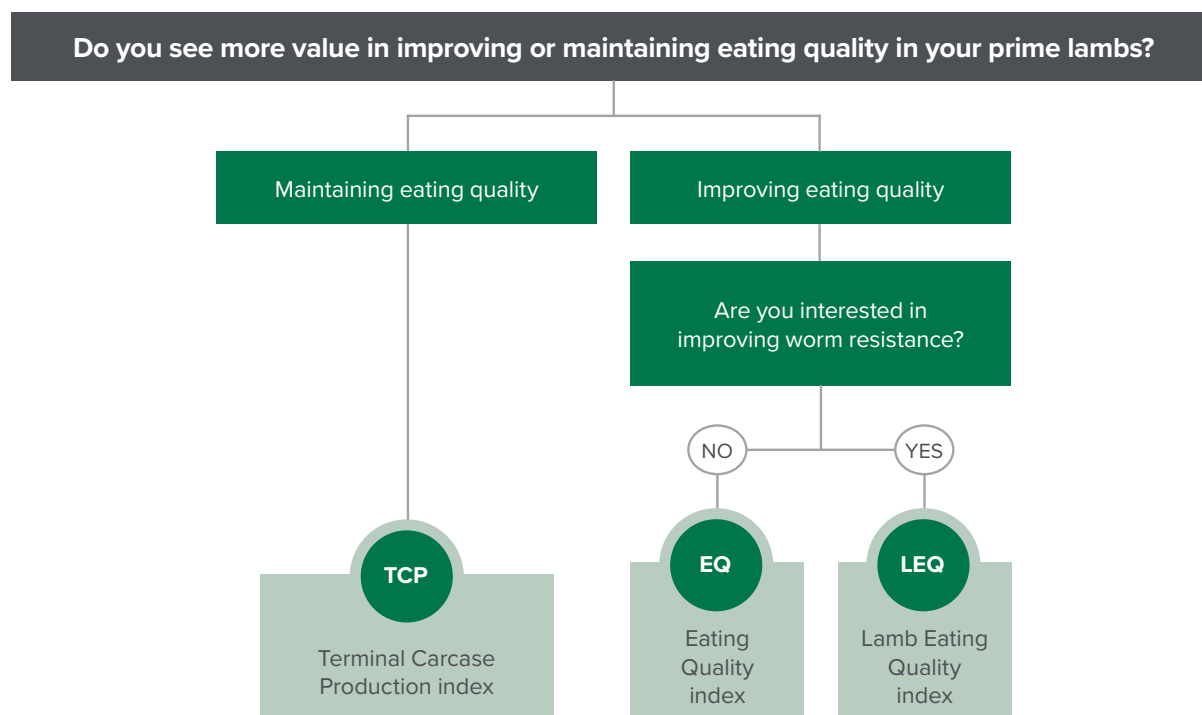 Do you see more value in improving or maintaining eating quality in your prime lambs?
Maintaining eating quality
Improving eating quality
Are you interested in
improving worm resistance?
NO
YES
TCP
Terminal Carcase
Production index
EQ
Eating
Quality
index
LEQ
Lamb Eating
Quality
index